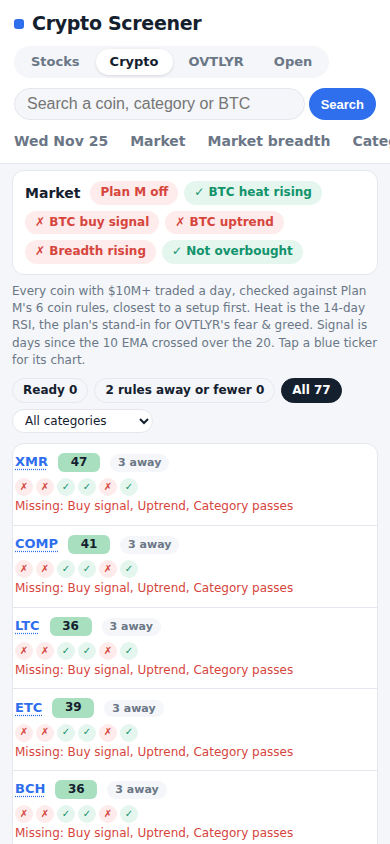 Crypto Screener
Stocks Crypto OVTLYR Open
Search a coin, category or BTC Search
Wed Nov 25 Market Market breadth Categ
Market Plan M off ✓ BTC heat rising
✗ BTC buy signal ✗ BTC uptrend
✗ Breadth rising ✓ Not overbought
Every coin with $10M+ traded a day, checked against Plan
M's 6 coin rules, closest to a setup first. Heat is the 14-day
RSI, the plan's stand-in for OVTLYR's fear & greed. Signal is
days since the 10 EMA crossed over the 20. Tap a blue ticker
for its chart.
Ready 0 2 rules away or fewer 0 All 77
All categories
XMR 47 3 away
✗ ✗ ✓ ✓ ✗ ✓
Missing: Buy signal, Uptrend, Category passes
COMP 41 3 away
✗ ✗ ✓ ✓ ✗ ✓
Missing: Buy signal, Uptrend, Category passes
LTC 36 3 away
✗ ✗ ✓ ✓ ✗ ✓
Missing: Buy signal, Uptrend, Category passes
ETC 39 3 away
✗ ✗ ✓ ✓ ✗ ✓
Missing: Buy signal, Uptrend, Category passes
BCH 36 3 away
✗ ✗ ✓ ✓ ✗ ✓
Missing: Buy signal, Uptrend, Category passes